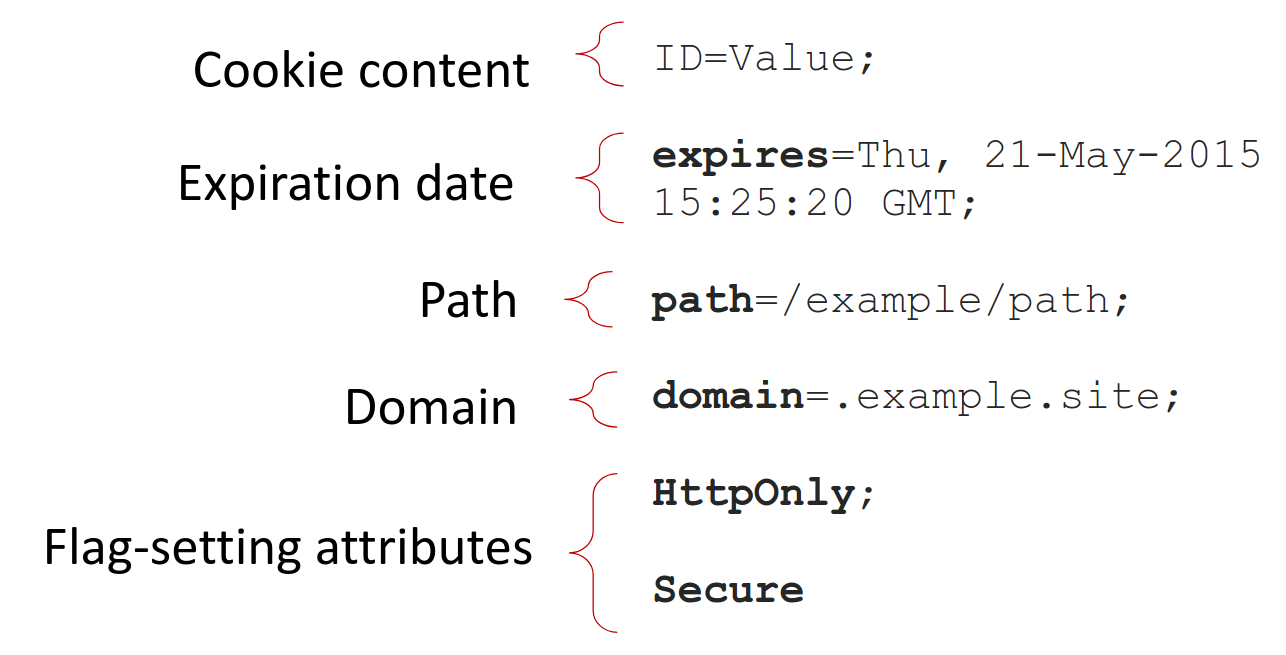 Cookie content
ID=Value;
Expiration date
expires=Thu, 21-May-2015
15:25:20 GMT;
Path
path=/example/path;
Domain
domain=.example.site;
Flag-setting attributes
HttpOnly;
Secure